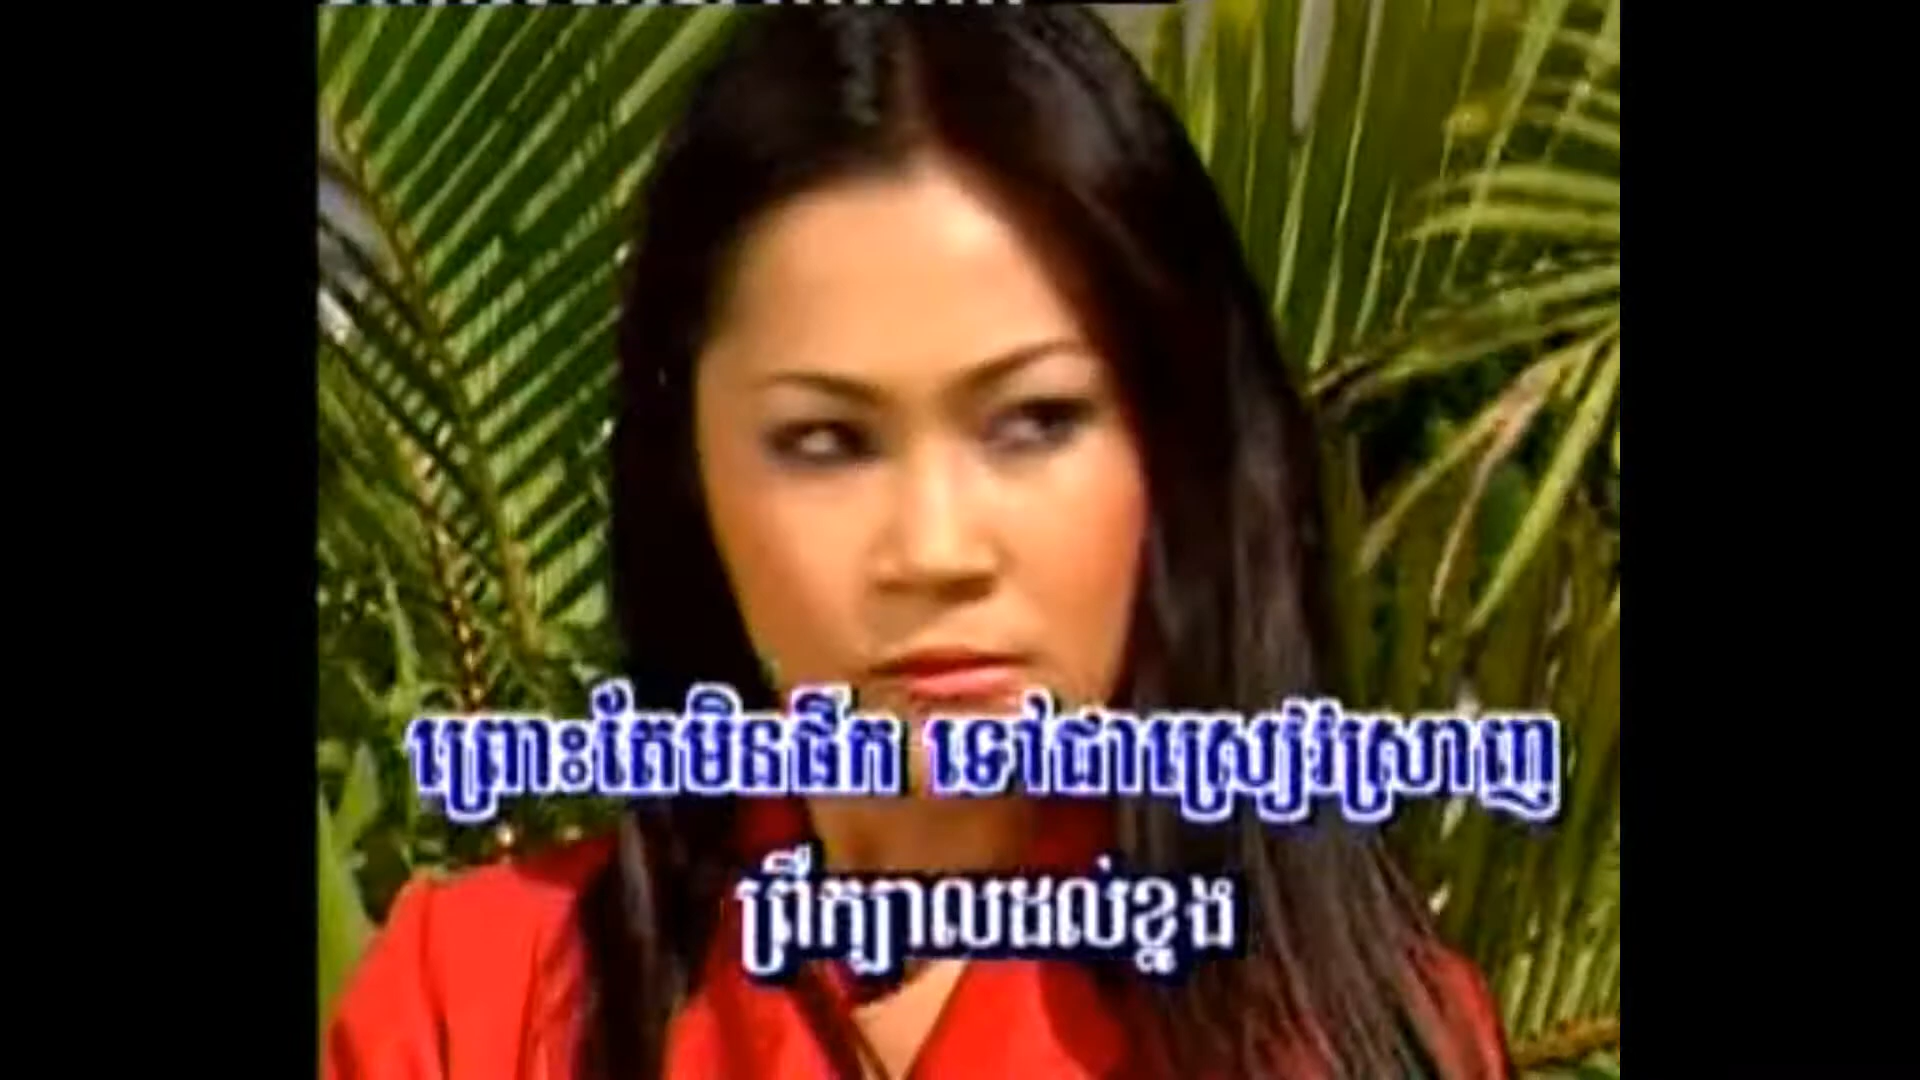 ព្រោះតែមិនផឹក ទៅជាស្រៀវស្រាញ
ព្រឺក្បាលដល់ខ្នង